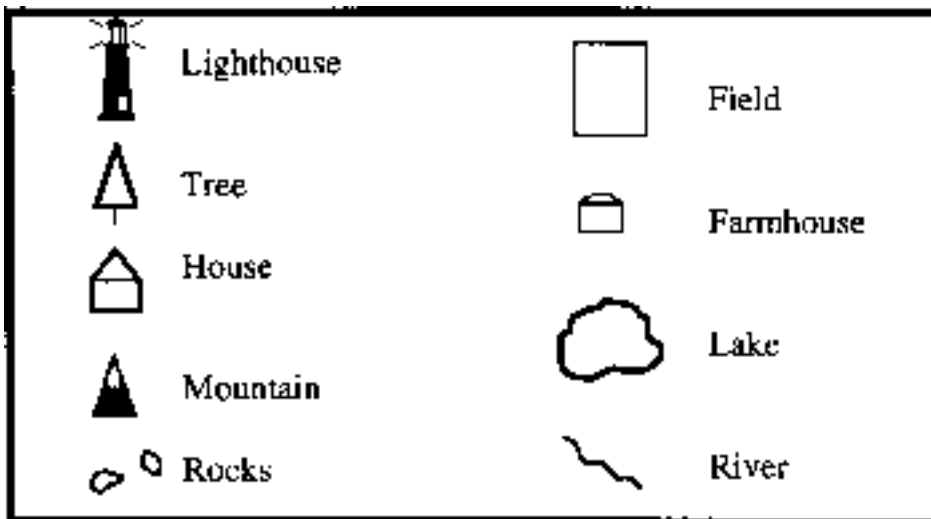 Lighthouse
Tree
House
Mountain
Rocks
Field
Farmhouse
Lake
River